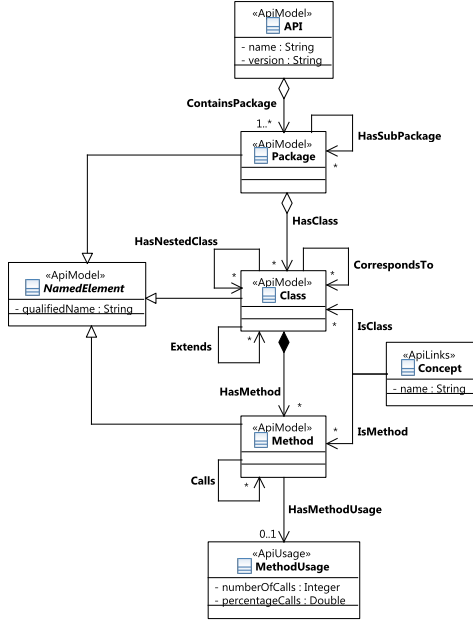 «ApiModel»
API
- name : String
- version : String
ContainsPackage
1..*
«ApiModel»
Package
HasSubPackage
*
HasClass
HasNestedClass
*
*
«ApiModel»
Class
CorrespondsTo
*
«ApiModel»
NamedElement
- qualifiedName : String
*
IsClass
Extends
*
«ApiLinks»
Concept
- name : String
HasMethod
*
«ApiModel»
Method
*
IsMethod
Calls
*
HasMethodUsage
0..1
«ApiUsage»
MethodUsage
- numberOfCalls : Integer
- percentageCalls : Double